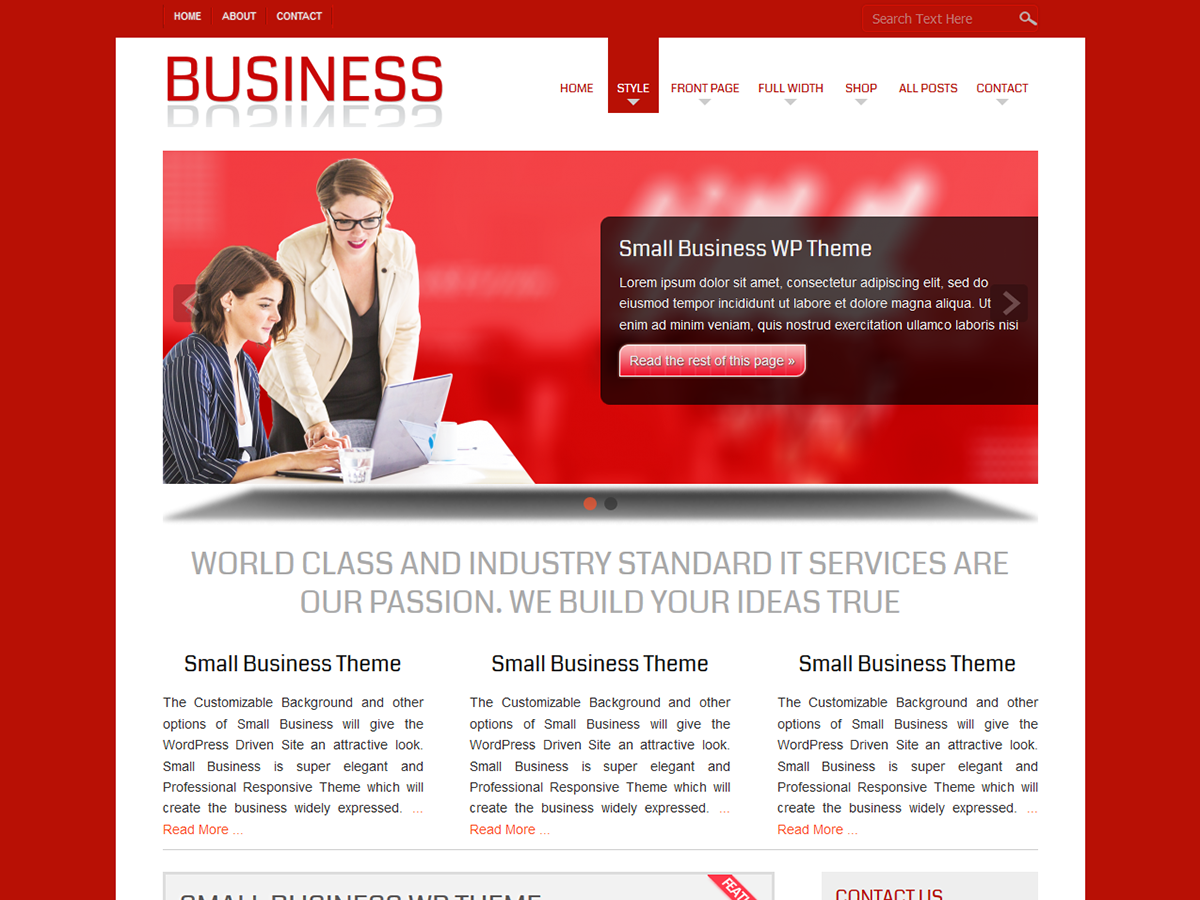 HOME ABOUT CONTACT
Search Text Here
BUSINESS
HOME STYLE FRONT PAGE FULL WIDTH SHOP ALL POSTS CONTACT
Small Business WP Theme
Lorem ipsum dolor sit amet, consectetur adipiscing elit, sed do
eiusmod tempor incididunt ut labore et dolore magna aliqua. Ut
enim ad minim veniam, quis nostrud exercitation ullamco laboris nisi
Read the rest of this page »
WORLD CLASS AND INDUSTRY STANDARD IT SERVICES ARE
OUR PASSION. WE BUILD YOUR IDEAS TRUE
Small Business Theme
The Customizable Background and other
options of Small Business will give the
WordPress Driven Site an attractive look.
Small Business is super elegant and
Professional Responsive Theme which will
create the business widely expressed. ...
Read More ...
Small Business Theme
The Customizable Background and other
options of Small Business will give the
WordPress Driven Site an attractive look.
Small Business is super elegant and
Professional Responsive Theme which will
create the business widely expressed. ...
Read More ...
Small Business Theme
The Customizable Background and other
options of Small Business will give the
WordPress Driven Site an attractive look.
Small Business is super elegant and
Professional Responsive Theme which will
create the business widely expressed. ...
Read More ...
SMALL BUSINESS WP THEME
CONTACT US